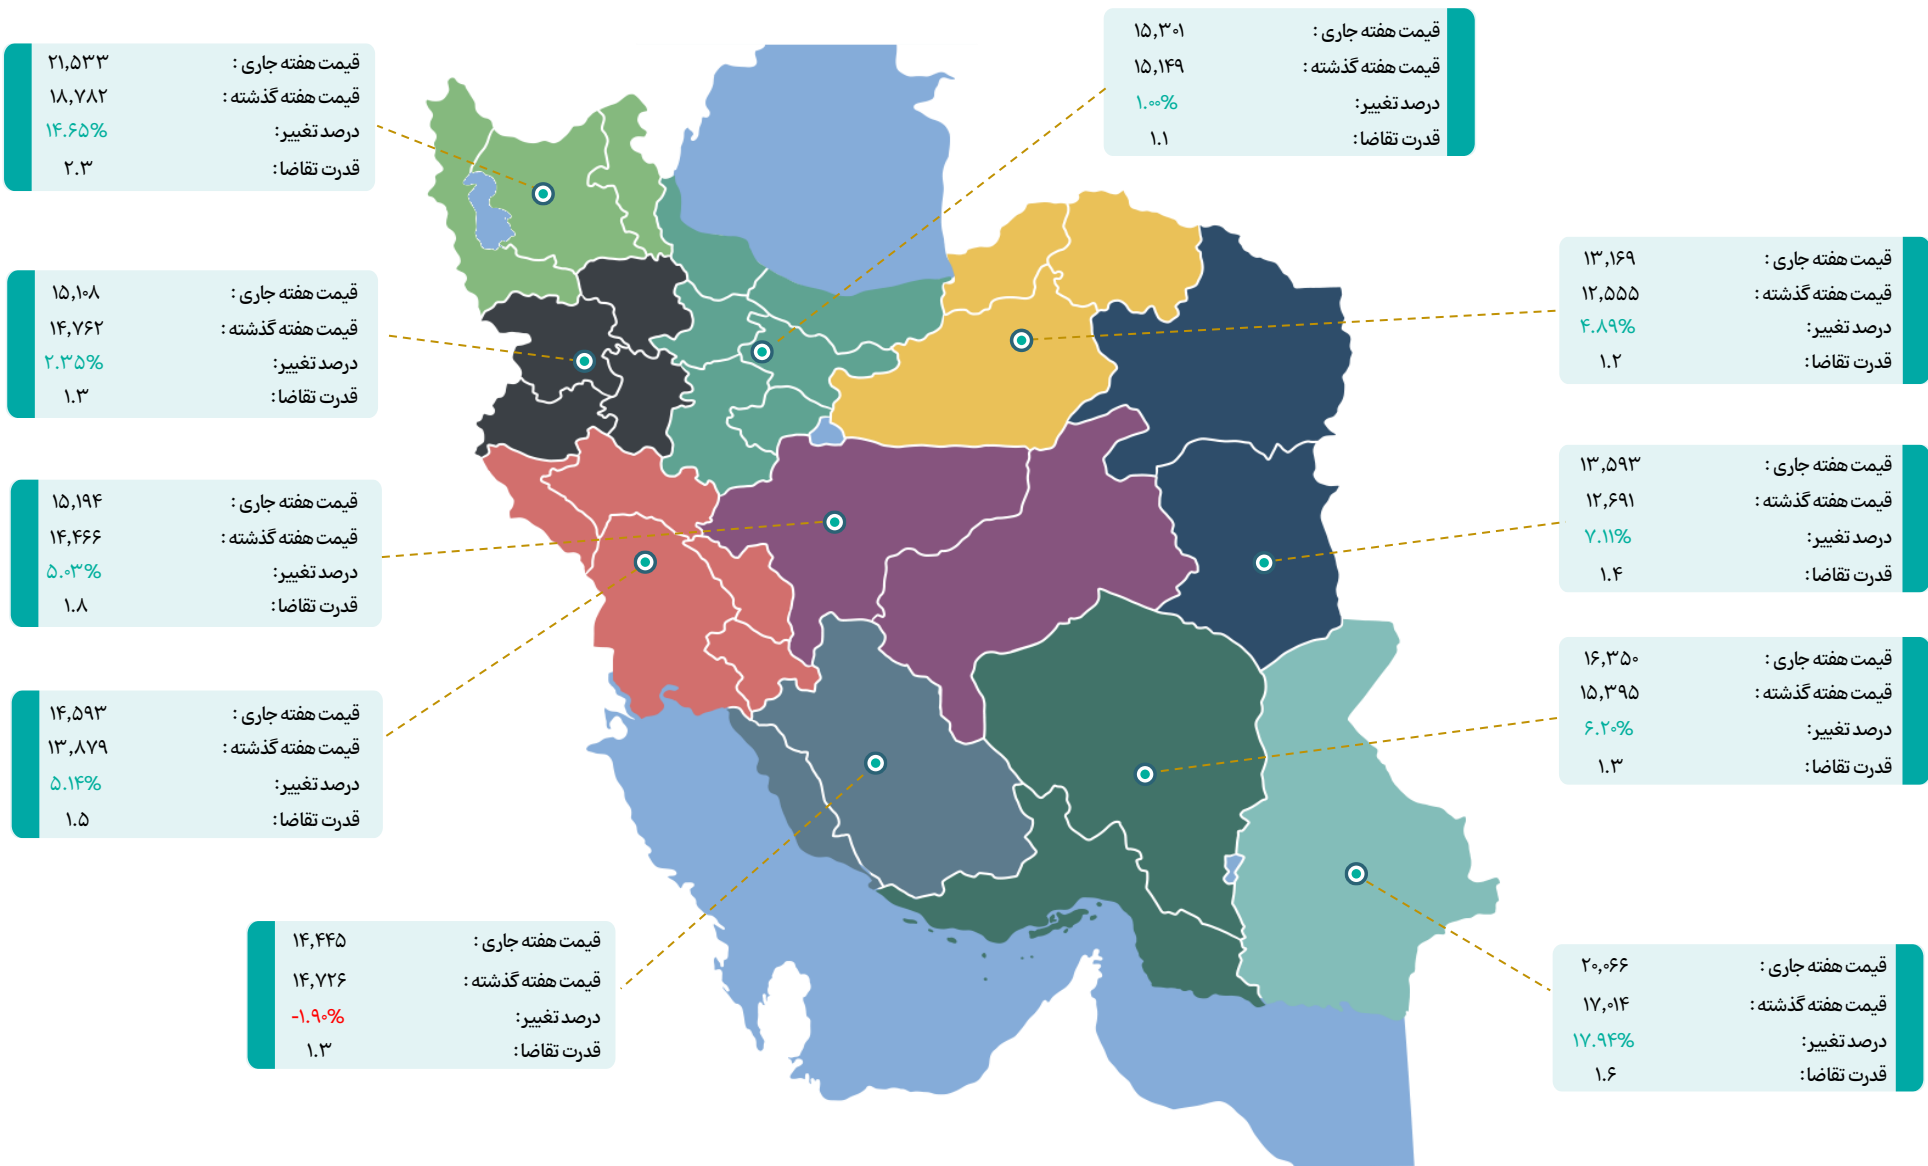 قیمت هفته جاری : ۱۵,۳۰۱
قیمت هفته گذشته : ۱۵,۱۴۹
درصد تغییر: ۱.۰۰%
قدرت تقاضا: ۱.۱
قیمت هفته جاری : ۲۱,۵۳۳
قیمت هفته گذشته : ۱۸,۷۸۲
درصد تغییر: ۱۴.۶۵%
قدرت تقاضا: ۲.۳
قیمت هفته جاری : ۱۳,۱۶۹
قیمت هفته گذشته : ۱۲,۵۵۵
درصد تغییر: ۴.۸۹%
قدرت تقاضا: ۱.۲
قیمت هفته جاری : ۱۵,۱۰۸
قیمت هفته گذشته : ۱۴,۷۶۲
درصد تغییر: ۲.۳۵%
قدرت تقاضا: ۱.۳
قیمت هفته جاری : ۱۳,۵۹۳
قیمت هفته گذشته : ۱۲,۶۹۱
درصد تغییر: ۷.۱۱%
قدرت تقاضا: ۱.۴
قیمت هفته جاری : ۱۵,۱۹۴
قیمت هفته گذشته : ۱۴,۴۶۶
درصد تغییر: ۵.۰۳%
قدرت تقاضا: ۱.۸
قیمت هفته جاری : ۱۶,۳۵۰
قیمت هفته گذشته : ۱۵,۳۹۵
درصد تغییر: ۶.۲۰%
قدرت تقاضا: ۱.۳
قیمت هفته جاری : ۱۴,۵۹۳
قیمت هفته گذشته : ۱۳,۸۷۹
درصد تغییر: ۵.۱۴%
قدرت تقاضا: ۱.۵
قیمت هفته جاری : ۲۰,۰۶۶
قیمت هفته گذشته : ۱۷,۰۱۴
درصد تغییر: ۱۷.۹۴%
قدرت تقاضا: ۱.۶
قیمت هفته جاری : ۱۴,۴۴۵
قیمت هفته گذشته : ۱۴,۷۲۶
درصد تغییر: -۱.۹۰%
قدرت تقاضا: ۱.۳